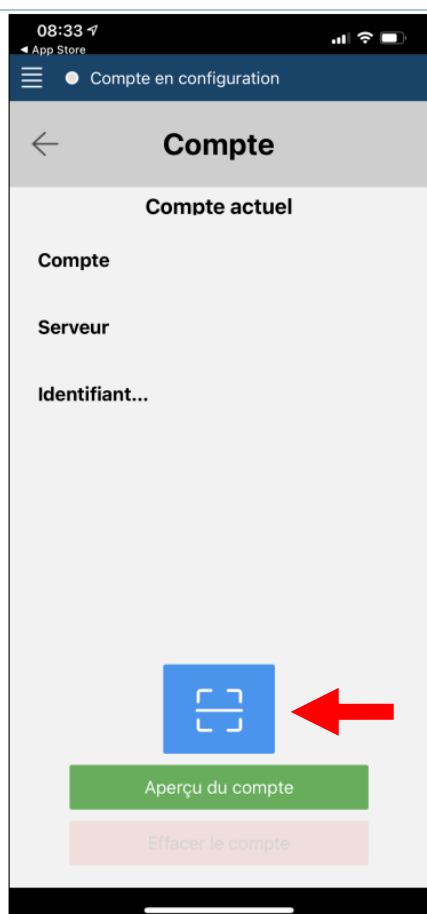 08:33
◀ App Store
Compte en configuration
Compte
Compte actuel
Compte
Serveur
Identifiant...
Aperçu du compte
Effacer le compte